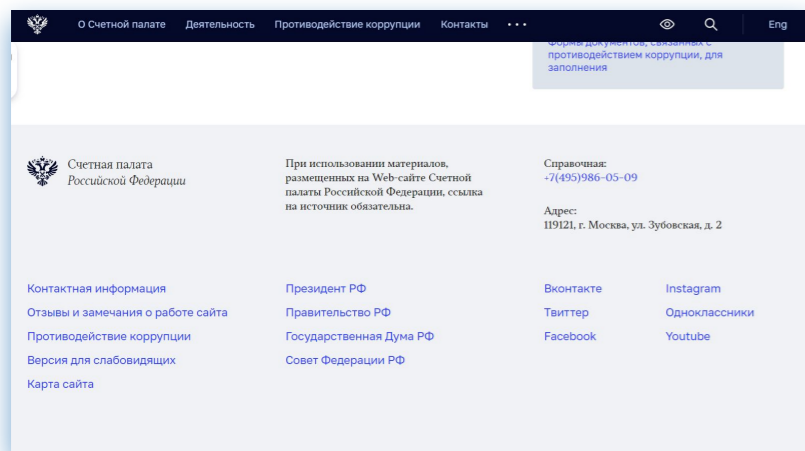 О Счетной палате Деятельность Противодействие коррупции Контакты ••• Eng
Формы документов, связанных с
противодействием коррупции, для
заполнения
Счетная палата
Российской Федерации
При использовании материалов,
размещенных на Web-сайте Счетной
палаты Российской Федерации, ссылка
на источник обязательна.
Справочная:
+7(495)986-05-09
Адрес:
119121, г. Москва, ул. Зубовская, д. 2
Контактная информация
Отзывы и замечания о работе сайта
Противодействие коррупции
Версия для слабовидящих
Карта сайта
Президент РФ
Правительство РФ
Государственная Дума РФ
Совет Федерации РФ
Вконтакте
Твиттер
Facebook
Instagram
Одноклассники
Youtube